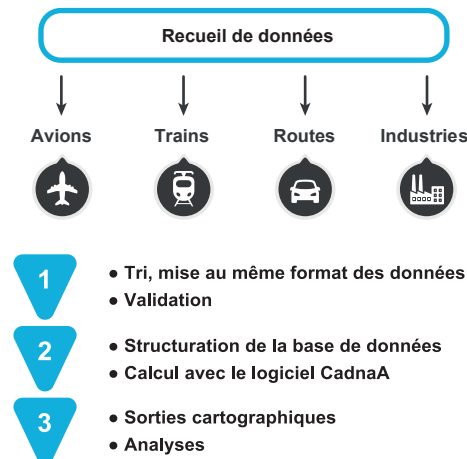 Recueil de données
Avions Trains Routes Industries
1
● Tri, mise au même format des données
● Validation
2
● Structuration de la base de données
● Calcul avec le logiciel CadnaA
3
● Sorties cartographiques
● Analyses